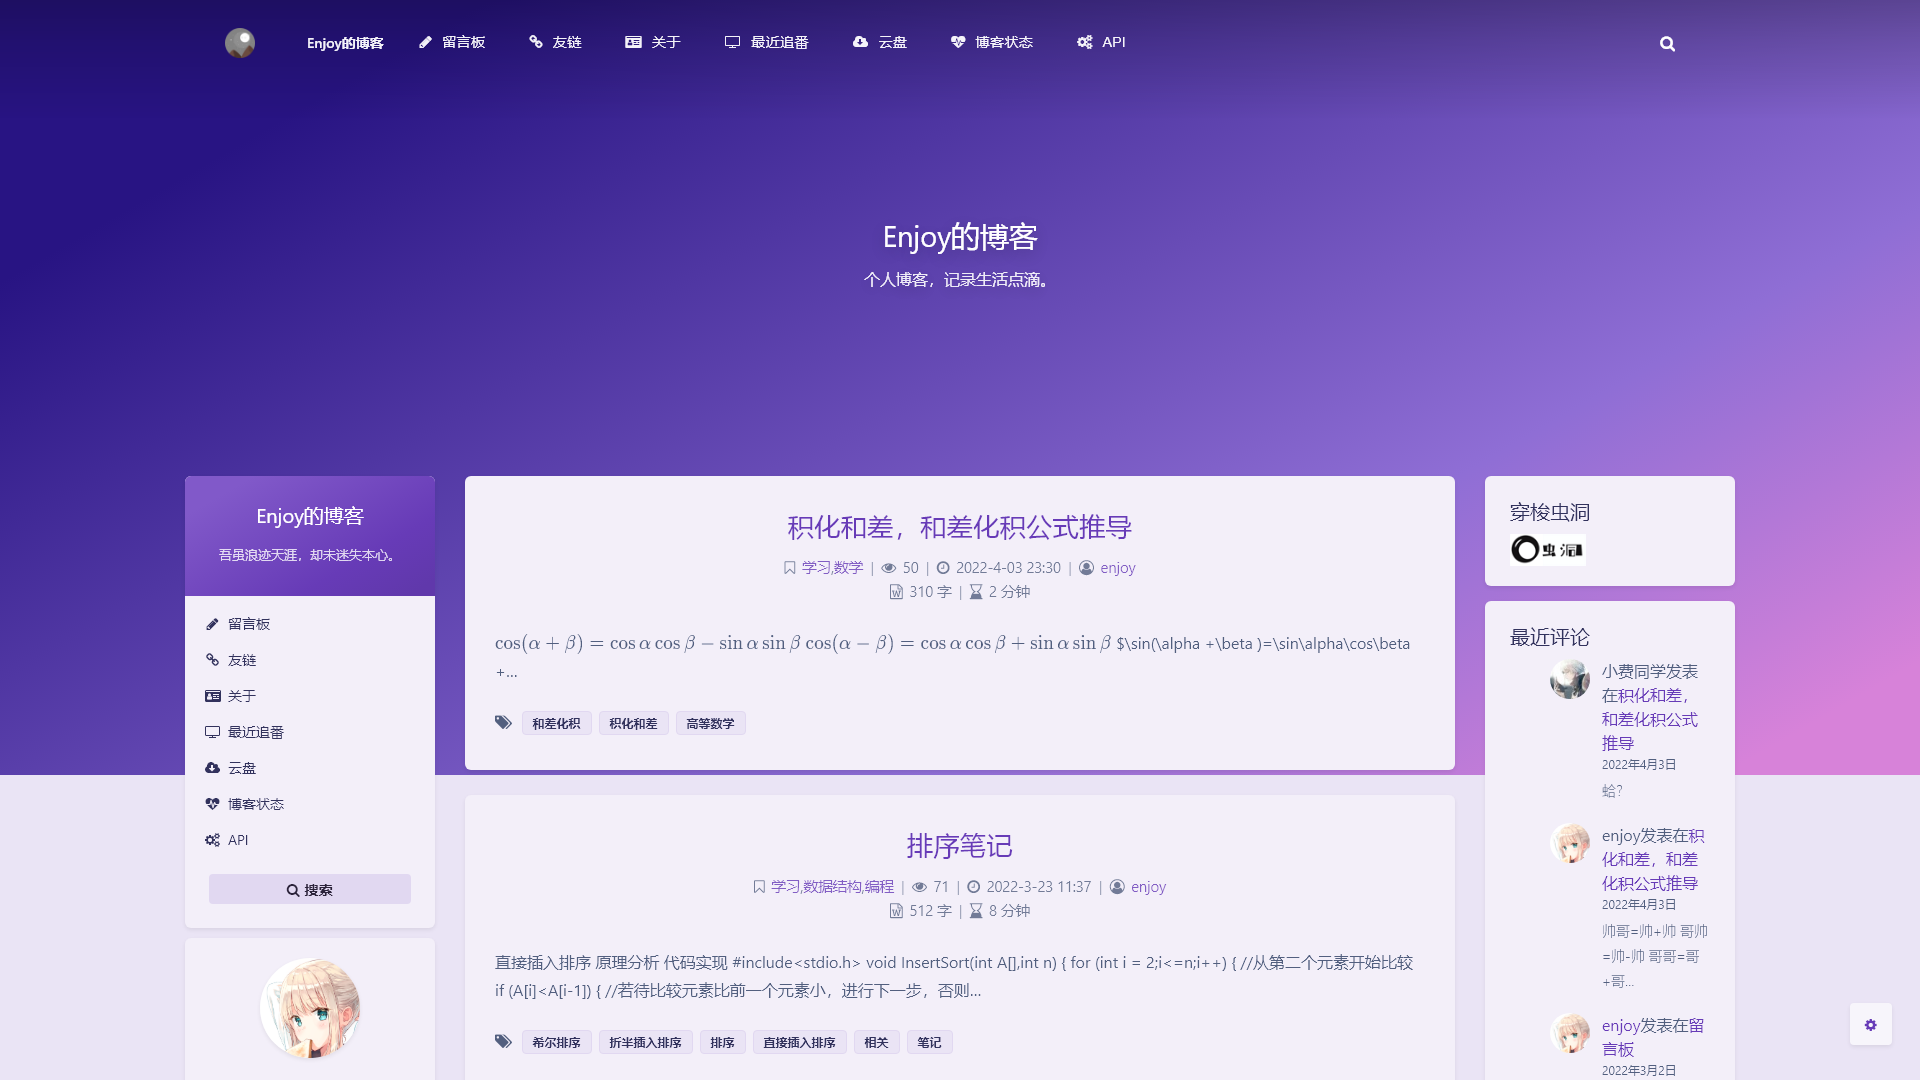 Enjoy的博客
留言板
友链
关于
最近追番
云盘
博客状态
API
Enjoy的博客
个人博客，记录生活点滴。
Enjoy的博客
吾虽浪迹天涯，却未迷失本心。
留言板
友链
关于
最近追番
云盘
博客状态
API
搜索
积化和差，和差化积公式推导
学习,数学 | 50 | 2022-4-03 23:30 | enjoy
310 字 | 2 分钟
cos(α + β) = cos α cos β − sin α sin β cos(α − β) = cos α cos β + sin α sin β $\sin(\alpha +\beta )=\sin\alpha\cos\beta
+...
和差化积 积化和差 高等数学
排序笔记
学习,数据结构,编程 | 71 | 2022-3-23 11:37 | enjoy
512 字 | 8 分钟
直接插入排序 原理分析 代码实现 #include<stdio.h> void InsertSort(int A[],int n) { for (int i = 2;i<=n;i++) { //从第二个元素开始比较
if (A[i]<A[i-1]) { //若待比较元素比前一个元素小，进行下一步，否则...
希尔排序 折半插入排序 排序 直接插入排序 相关 笔记
穿梭虫洞
虫洞
最近评论
小费同学发表
在积化和差，
和差化积公式
推导
2022年4月3日
蛤?
enjoy发表在积
化和差，和差
化积公式推导
2022年4月3日
帅哥=帅+帅 哥帅
=帅-帅 哥哥=哥
+哥...
enjoy发表在留
言板
2022年3月2日